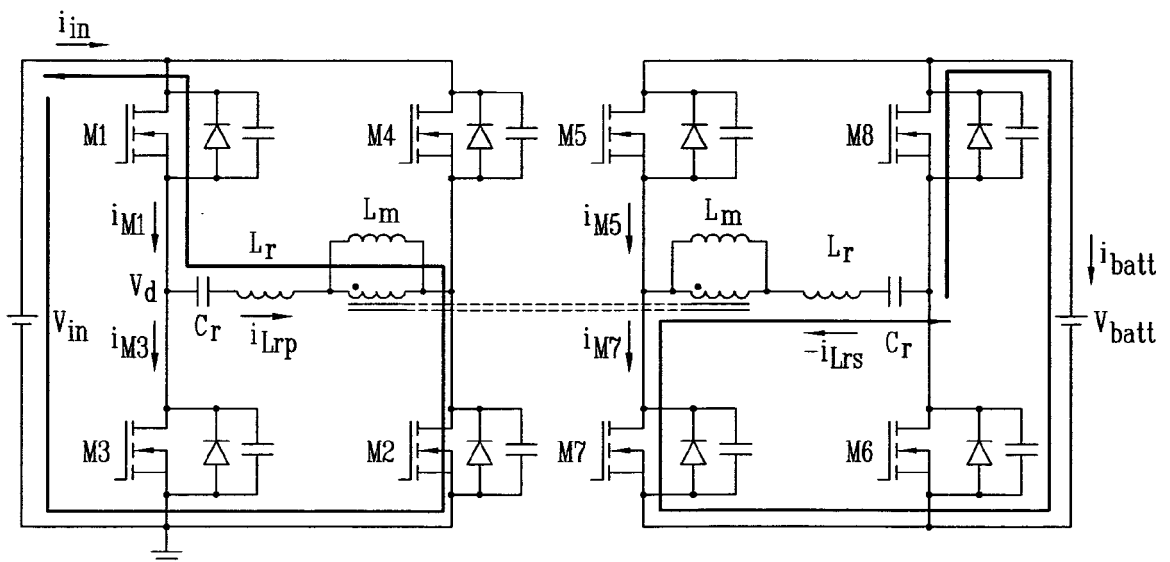 i_in
M1
M4
M5
M8
i_M1
L_m
i_M5
L_m
L_r
L_r
i_batt
V_d
V_in
C_r
i_Lrp
i_M3
i_M7
-i_Lrs
C_r
V_batt
M3
M2
M7
M6